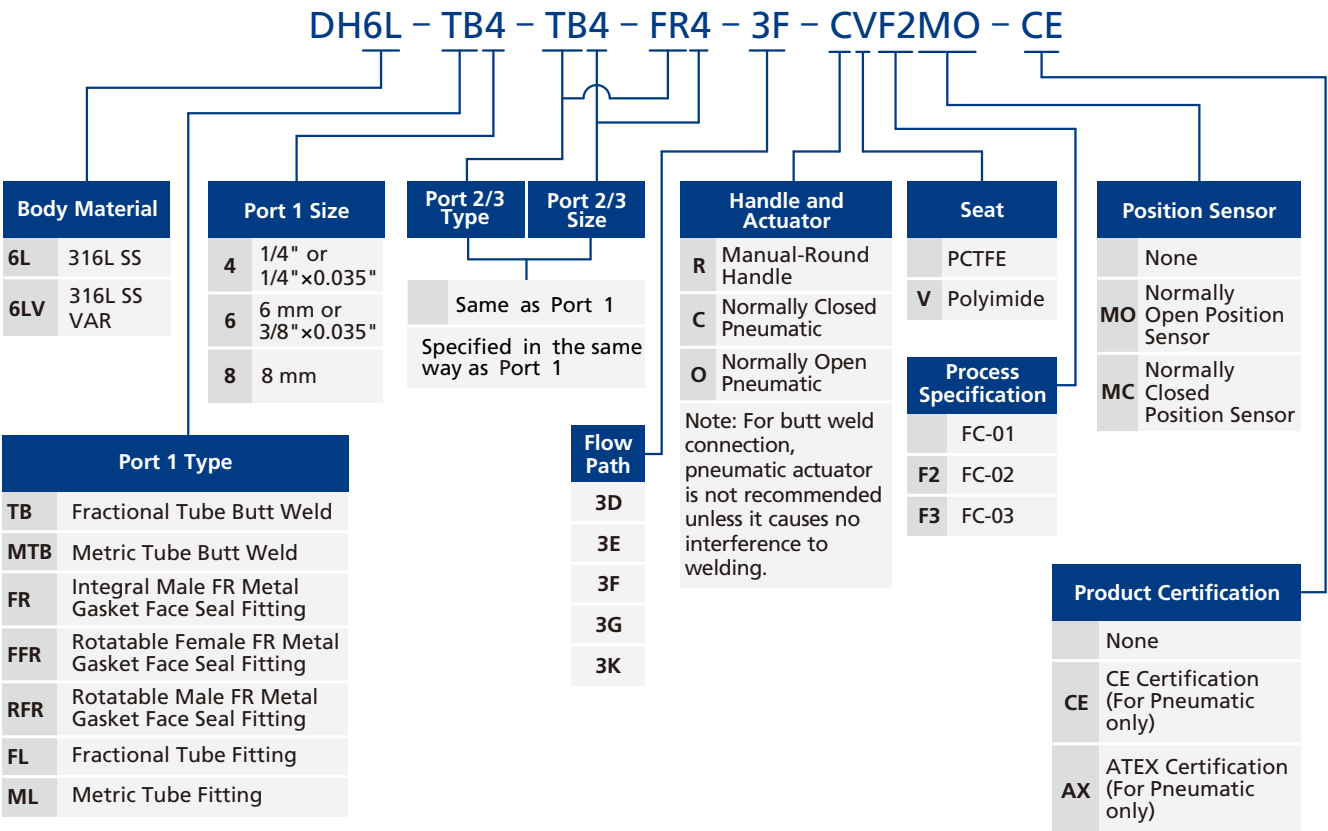 DH6L – TB4 – TB4 – FR4 – 3F – CVF2MO – CE
Body Material
6L 316L SS
6LV 316L SS
VAR
Port 1 Size
4 1/4" or
1/4"×0.035"
6 6 mm or
3/8"×0.035"
8 8 mm
Port 2/3
Type
Port 2/3
Size
Same as Port 1
Specified in the same
way as Port 1
Handle and
Actuator
R Manual-Round
Handle
C Normally Closed
Pneumatic
O Normally Open
Pneumatic
Note: For butt weld
connection,
pneumatic actuator
is not recommended
unless it causes no
interference to
welding.
Seat
PCTFE
V Polyimide
Position Sensor
None
MO Normally
Open Position
Sensor
MC Normally
Closed
Position Sensor
Process
Specification
FC-01
F2 FC-02
F3 FC-03
Port 1 Type
TB Fractional Tube Butt Weld
MTB Metric Tube Butt Weld
FR Integral Male FR Metal
Gasket Face Seal Fitting
FFR Rotatable Female FR Metal
Gasket Face Seal Fitting
RFR Rotatable Male FR Metal
Gasket Face Seal Fitting
FL Fractional Tube Fitting
ML Metric Tube Fitting
Flow
Path
3D
3E
3F
3G
3K
Product Certification
None
CE CE Certification
(For Pneumatic
only)
AX ATEX Certification
(For Pneumatic
only)